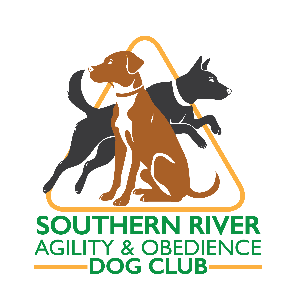 SOUTHERN RIVER
AGILITY & OBEDIENCE
DOG CLUB